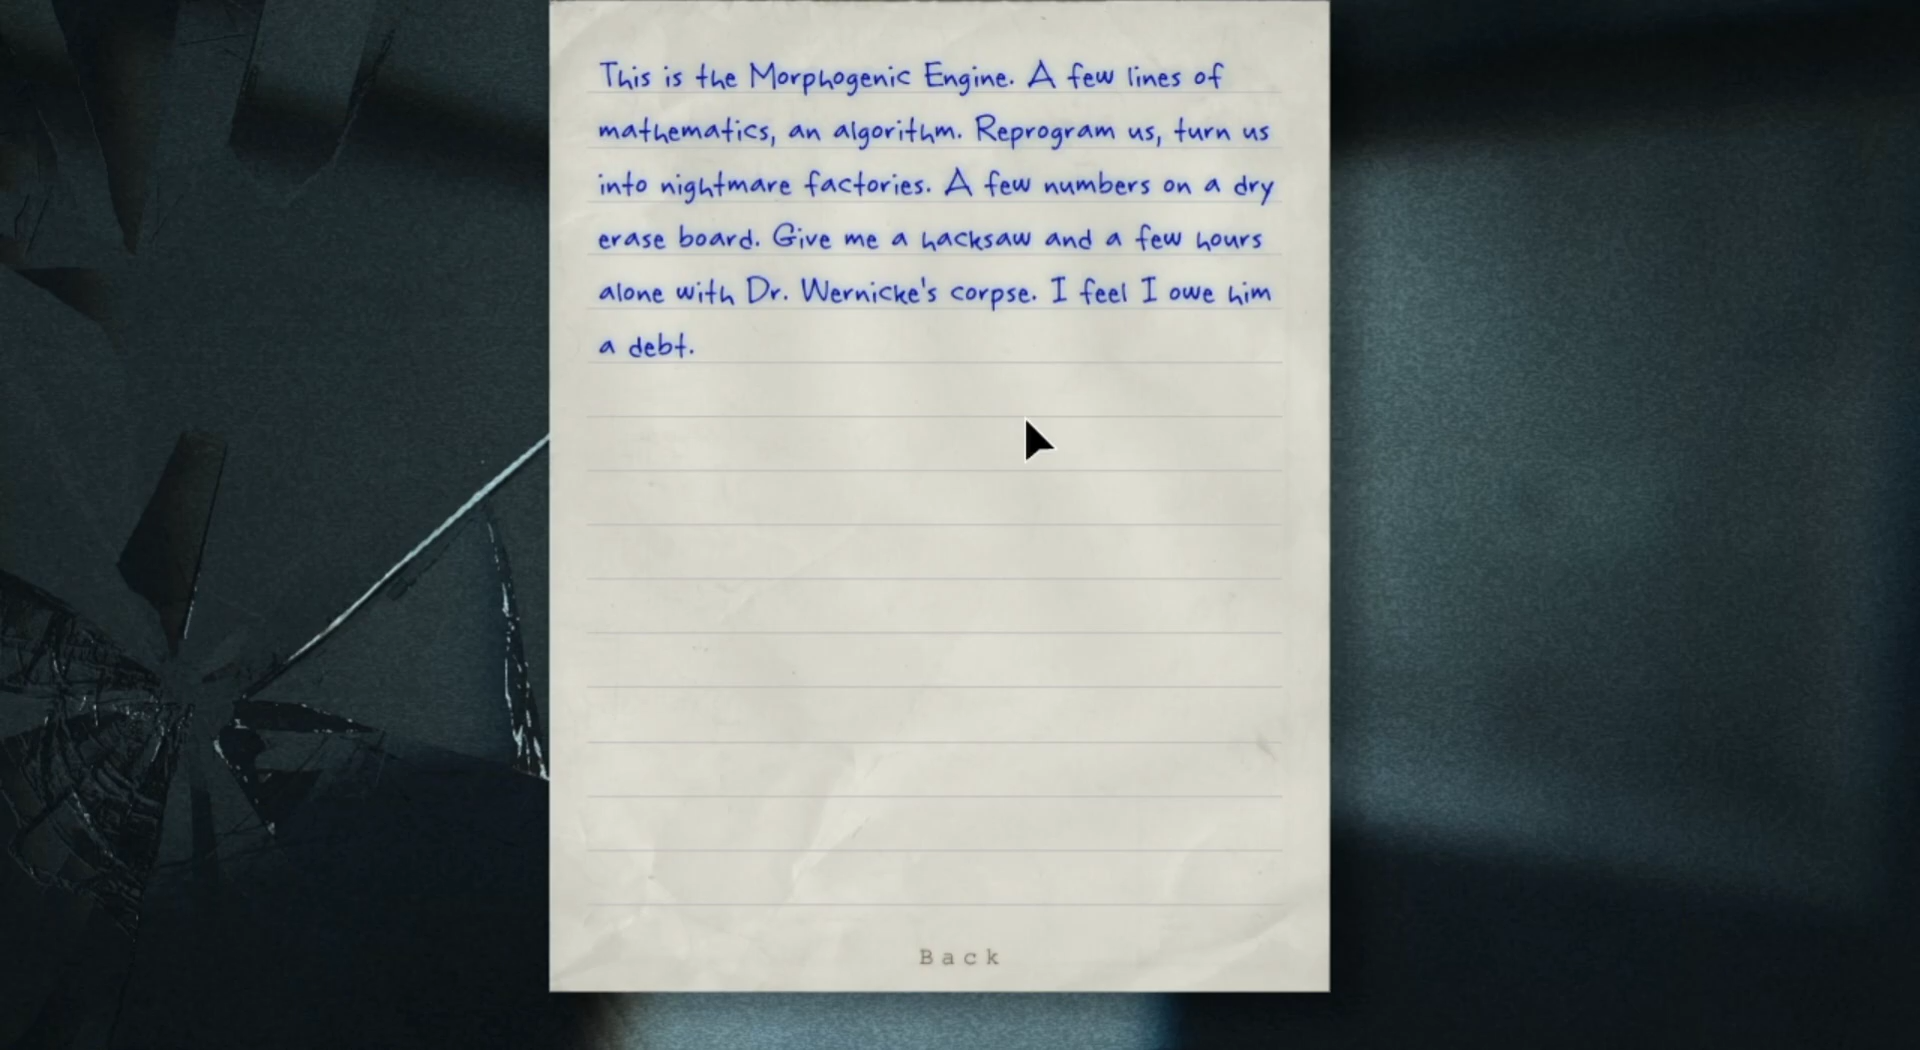 This is the Morphogenic Engine. A few lines of
mathematics, an algorithm. Reprogram us, turn us
into nightmare factories. A few numbers on a dry
erase board. Give me a hacksaw and a few hours
alone with Dr. Wernicke's corpse. I feel I owe him
a debt.
Back